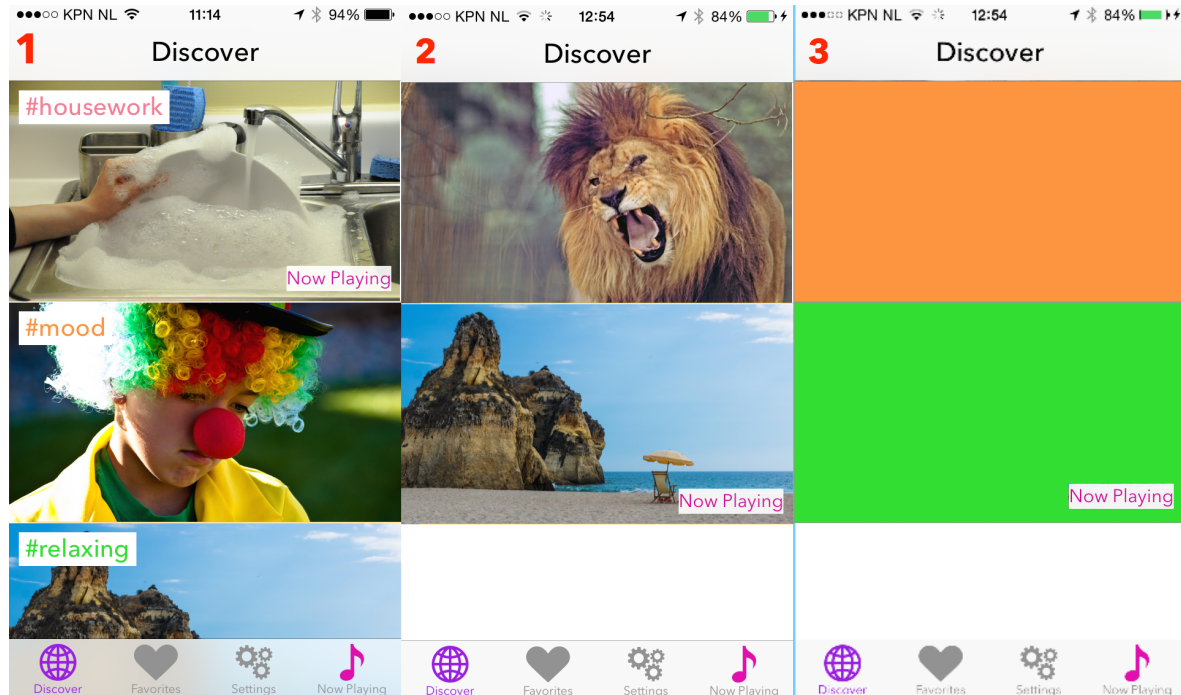 KPN NL 11:14 94%
1 Discover
#housework
Now Playing
#mood
#relaxing
Discover Favorites Settings Now Playing
KPN NL 12:54 84%
2 Discover
Now Playing
Discover Favorites Settings Now Playing
KPN NL 12:54 84%
3 Discover
Now Playing
Discover Favorites Settings Now Playing